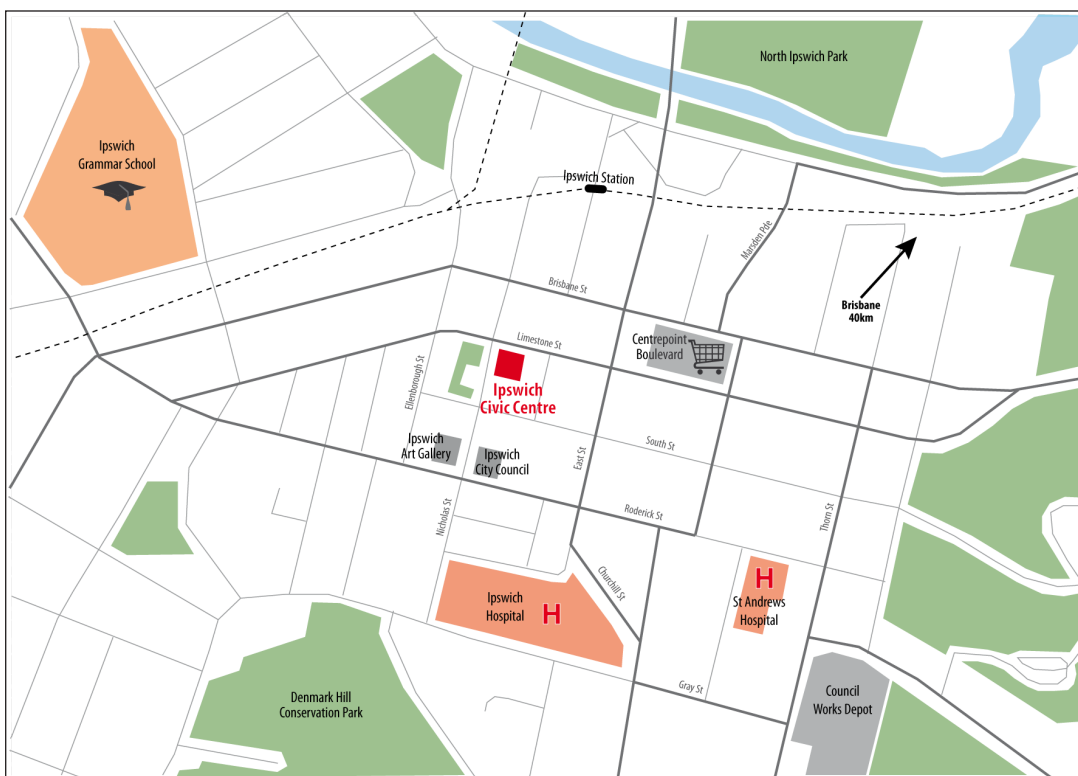 North Ipswich Park
Ipswich
Grammar School
Ipswich Station
Marsden Pde
Brisbane
40km
Brisbane St
Limestone St
Centrepoint
Boulevard
Ellenborough St
Ipswich
Civic Centre
Ipswich
Art Gallery
Ipswich
City Council
East St
South St
Nicholas St
Roderick St
Thorn St
Churchill St
Ipswich
Hospital
H
H
St Andrews
Hospital
Gray St
Denmark Hill
Conservation Park
Council
Works Depot